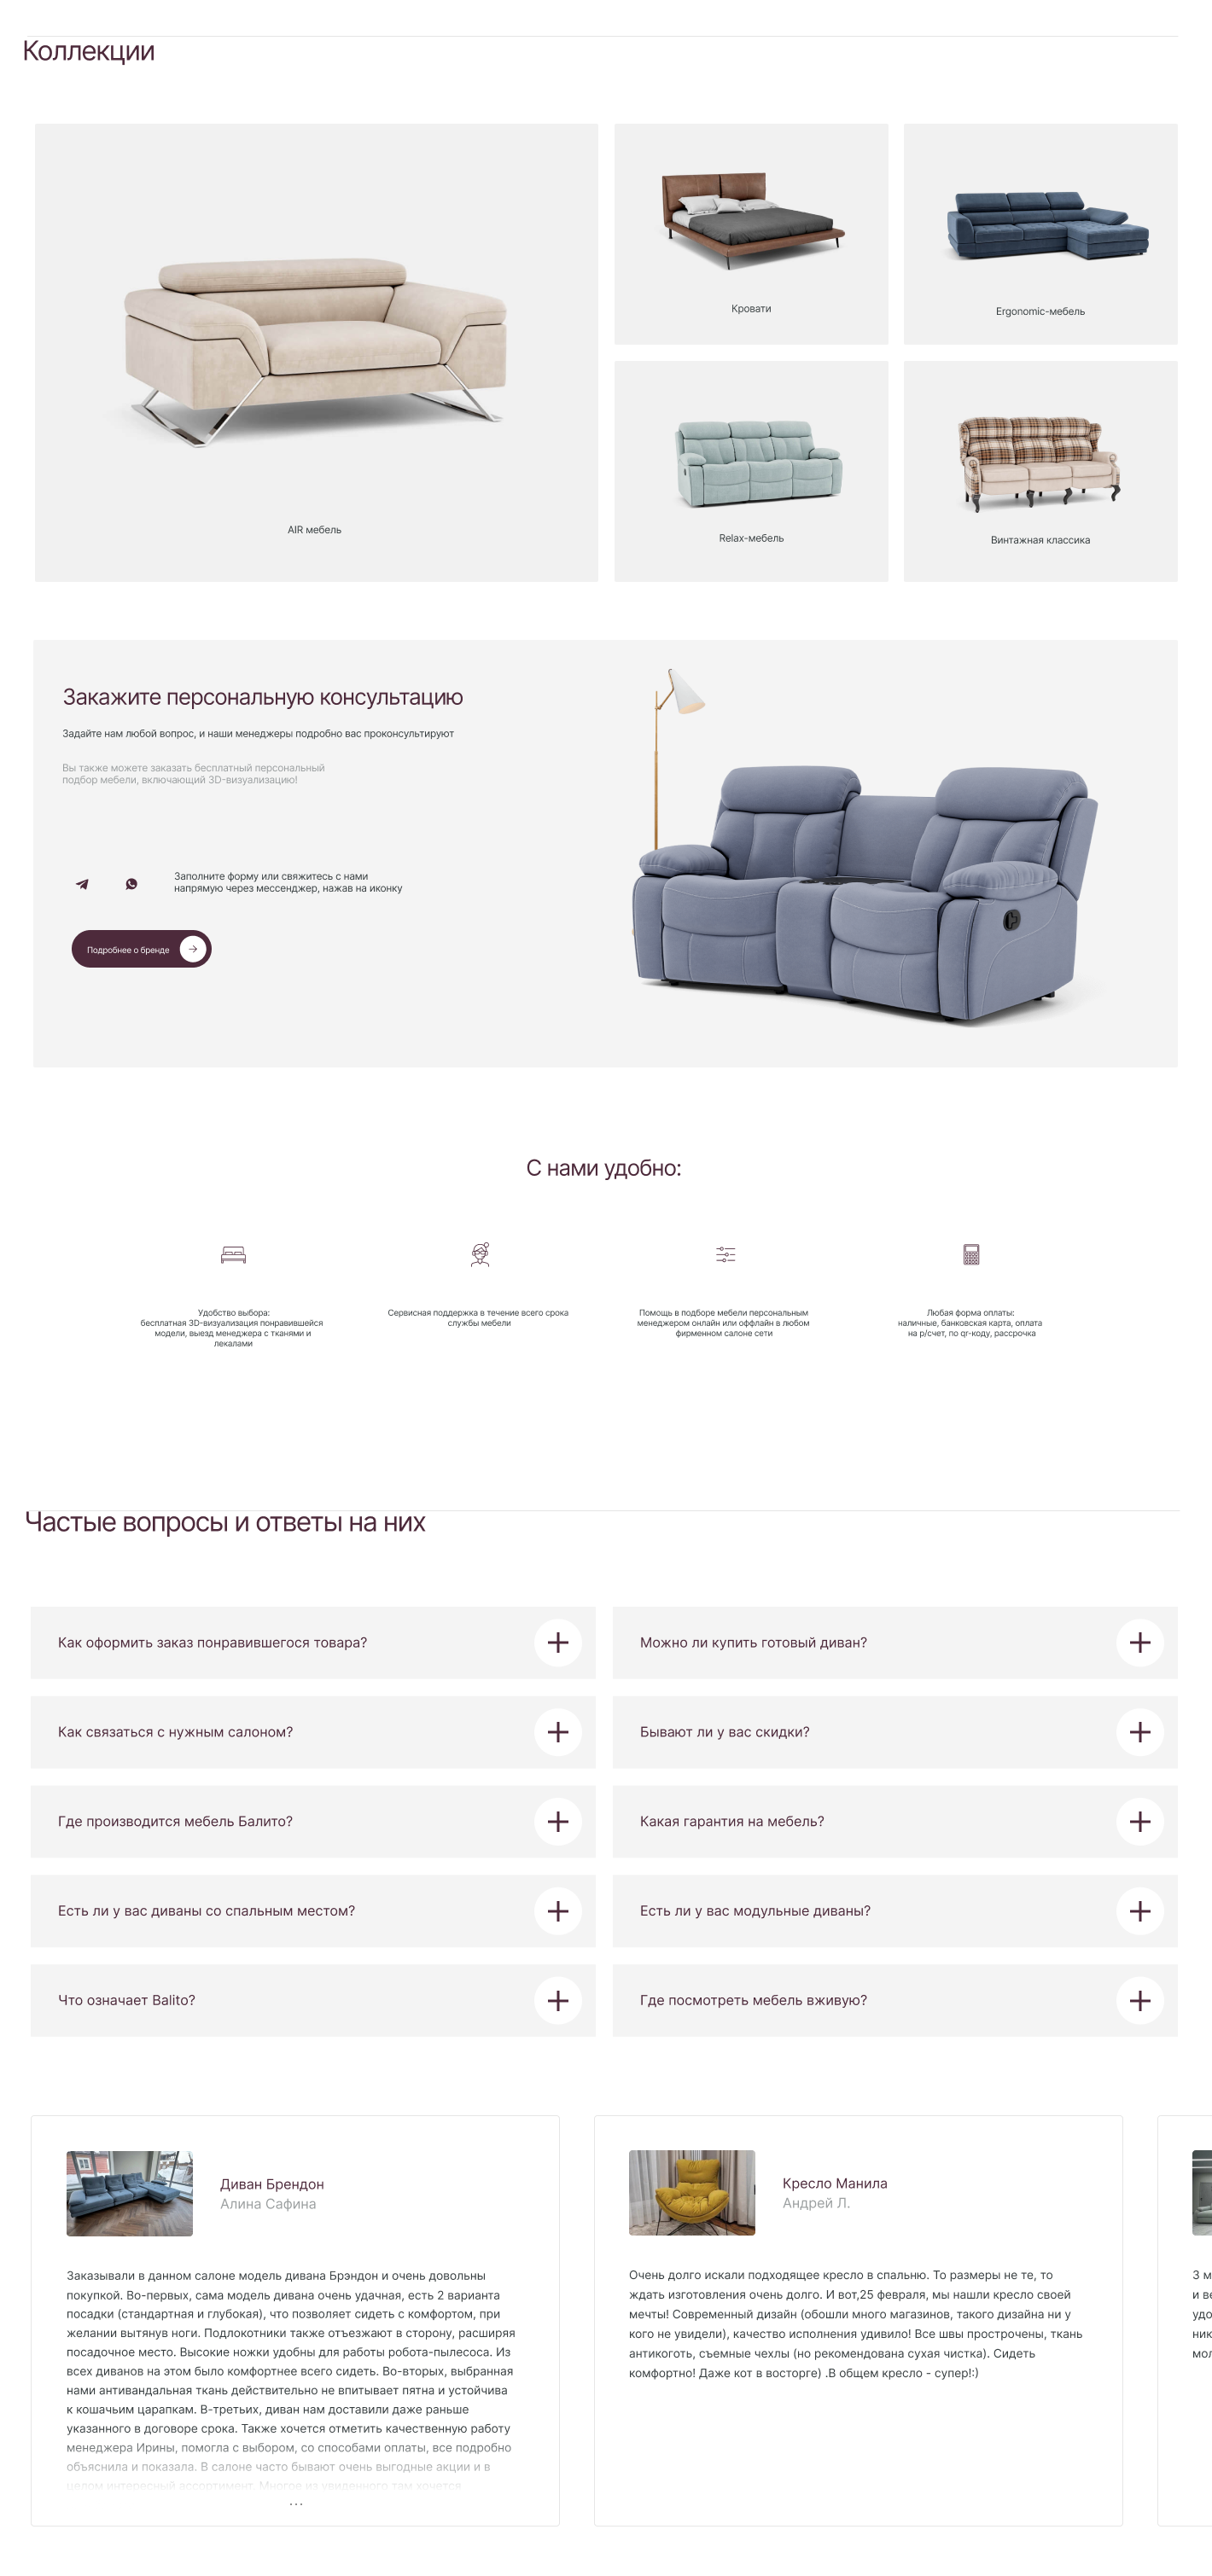 Коллекции
AIR мебель
Кровати
Ergonomic-мебель
Relax-мебель
Винтажная классика
Закажите персональную консультацию
Задайте нам любой вопрос, и наши менеджеры подробно вас проконсультируют
Вы также можете заказать бесплатный персональный
подбор мебели, включающий 3D-визуализацию!
Заполните форму или свяжитесь с нами
напрямую через мессенджер, нажав на иконку
Подробнее о бренде
С нами удобно:
Удобство выбора:
бесплатная 3D-визуализация понравившейся
модели, выезд менеджера с тканями и
лекалами
Сервисная поддержка в течение всего срока
службы мебели
Помощь в подборе мебели персональным
менеджером онлайн или оффлайн в любом
фирменном салоне сети
Любая форма оплаты:
наличные, банковская карта, оплата
на р/счет, по qr-коду, рассрочка
Частые вопросы и ответы на них
Как оформить заказ понравившегося товара?
Можно ли купить готовый диван?
Как связаться с нужным салоном?
Бывают ли у вас скидки?
Где производится мебель Балито?
Какая гарантия на мебель?
Есть ли у вас диваны со спальным местом?
Есть ли у вас модульные диваны?
Что означает Balito?
Где посмотреть мебель вживую?
Диван Брендон
Алина Сафина
Заказывали в данном салоне модель дивана Брэндон и очень довольны
покупкой. Во-первых, сама модель дивана очень удачная, есть 2 варианта
посадки (стандартная и глубокая), что позволяет сидеть с комфортом, при
желании вытянув ноги. Подлокотники также отъезжают в сторону, расширяя
посадочное место. Высокие ножки удобны для работы робота-пылесоса. Из
всех диванов на этом было комфортнее всего сидеть. Во-вторых, выбранная
нами антивандальная ткань действительно не впитывает пятна и устойчива
к кошачьим царапкам. В-третьих, диван нам доставили даже раньше
указанного в договоре срока. Также хочется отметить качественную работу
менеджера Ирины, помогла с выбором, со способами оплаты, все подробно
объяснила и показала. В салоне часто бывают очень выгодные акции и в
целом интересный ассортимент. Многое из увиденного там хочется
...
Кресло Манила
Андрей Л.
Очень долго искали подходящее кресло в спальню. То размеры не те, то
ждать изготовления очень долго. И вот,25 февраля, мы нашли кресло своей
мечты! Современный дизайн (обошли много магазинов, такого дизайна ни у
кого не увидели), качество исполнения удивило! Все швы прострочены, ткань
антикоготь, съемные чехлы (но рекомендована сухая чистка). Сидеть
комфортно! Даже кот в восторге) .В общем кресло - супер!:)